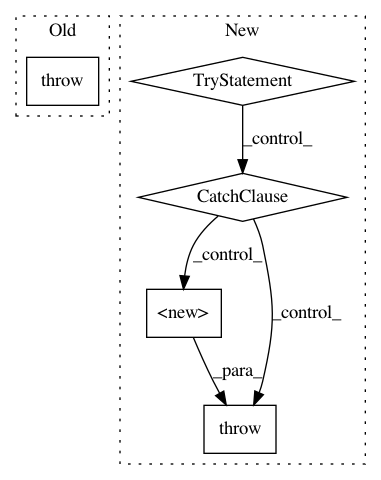 Old
New
throw
TryStatement
_control_
CatchClause
_control_
_control_
<new>
_para_
throw